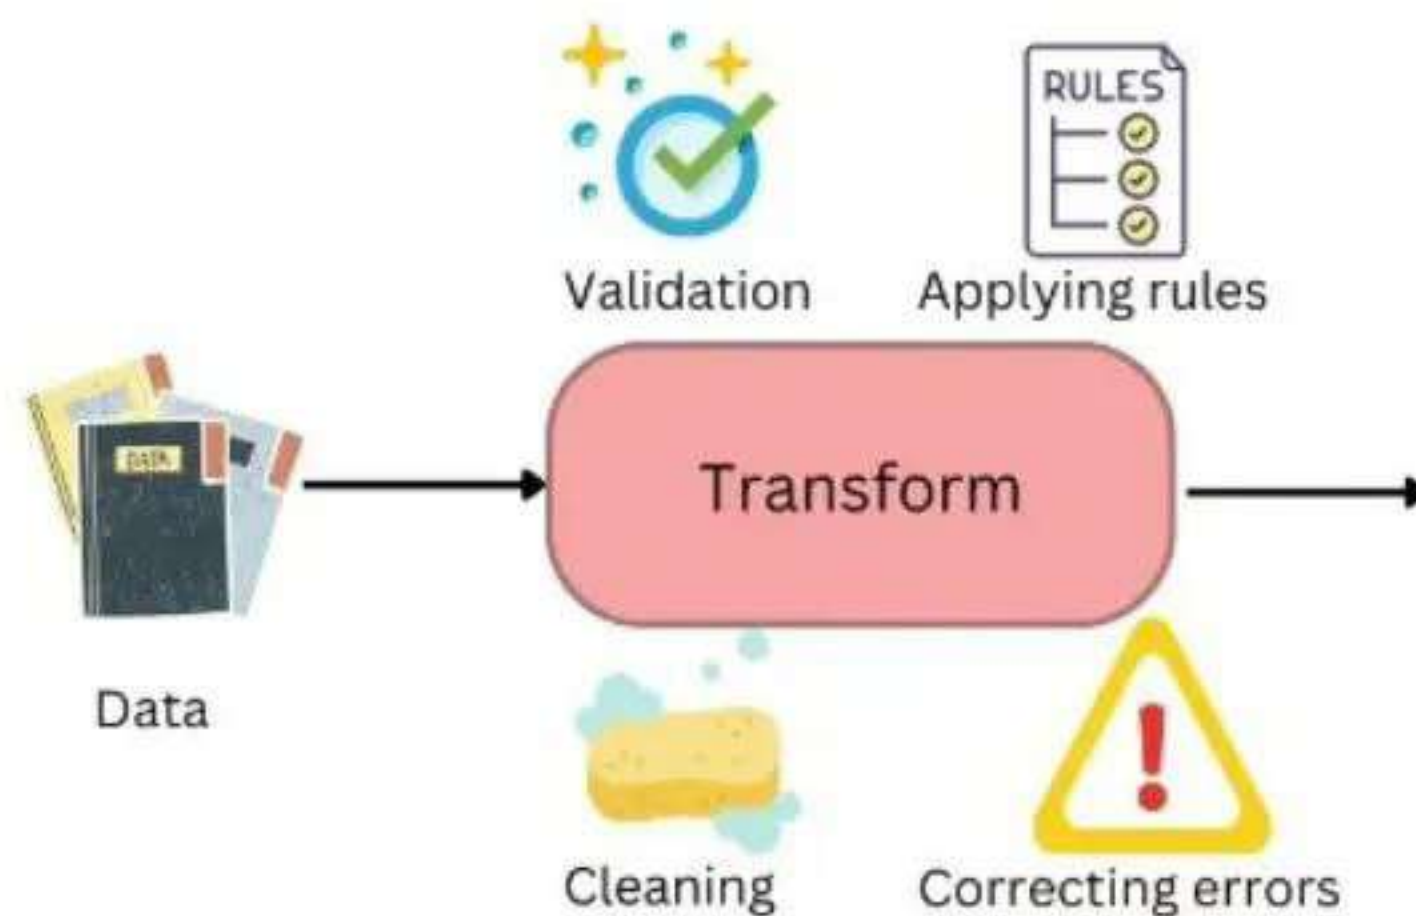 RULES
Validation
Applying rules
DATA
Transform
Data
Cleaning
Correcting errors